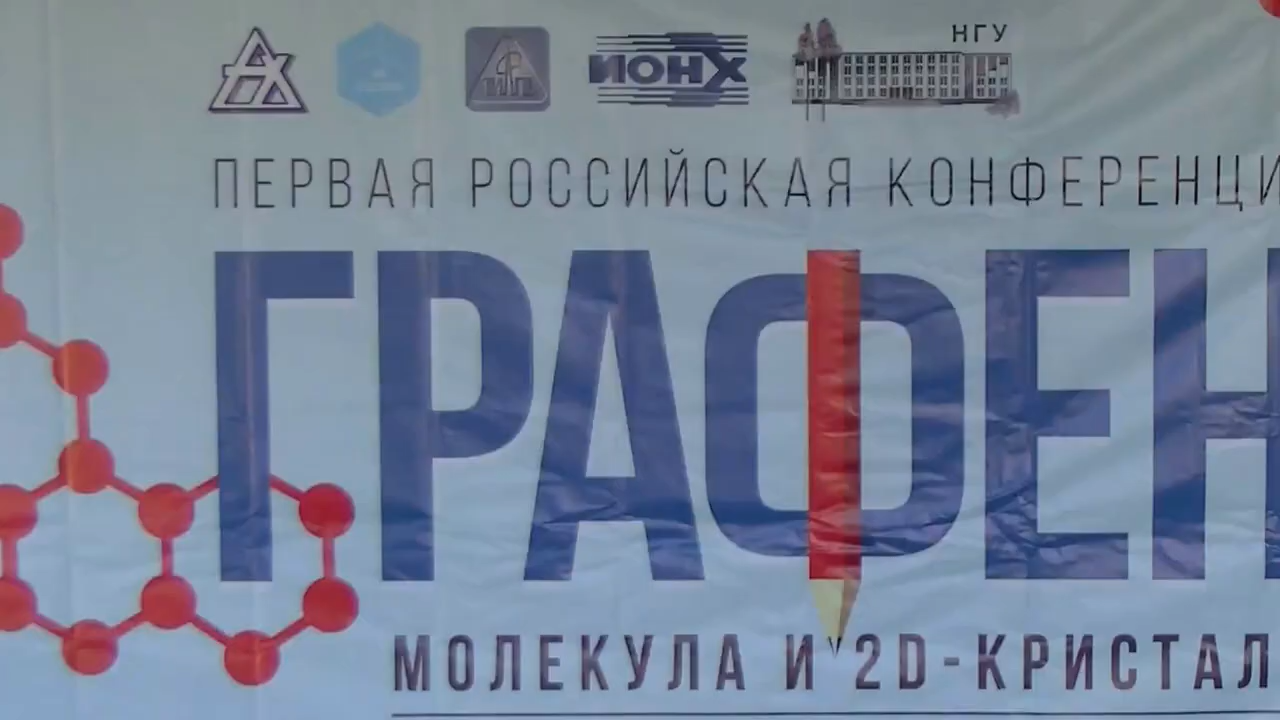 ИОНХ НГУ
ПЕРВАЯ РОССИЙСКАЯ КОНФЕРЕНЦИ
ГРАФЕН
МОЛЕКУЛА И 2D-КРИСТАЛ